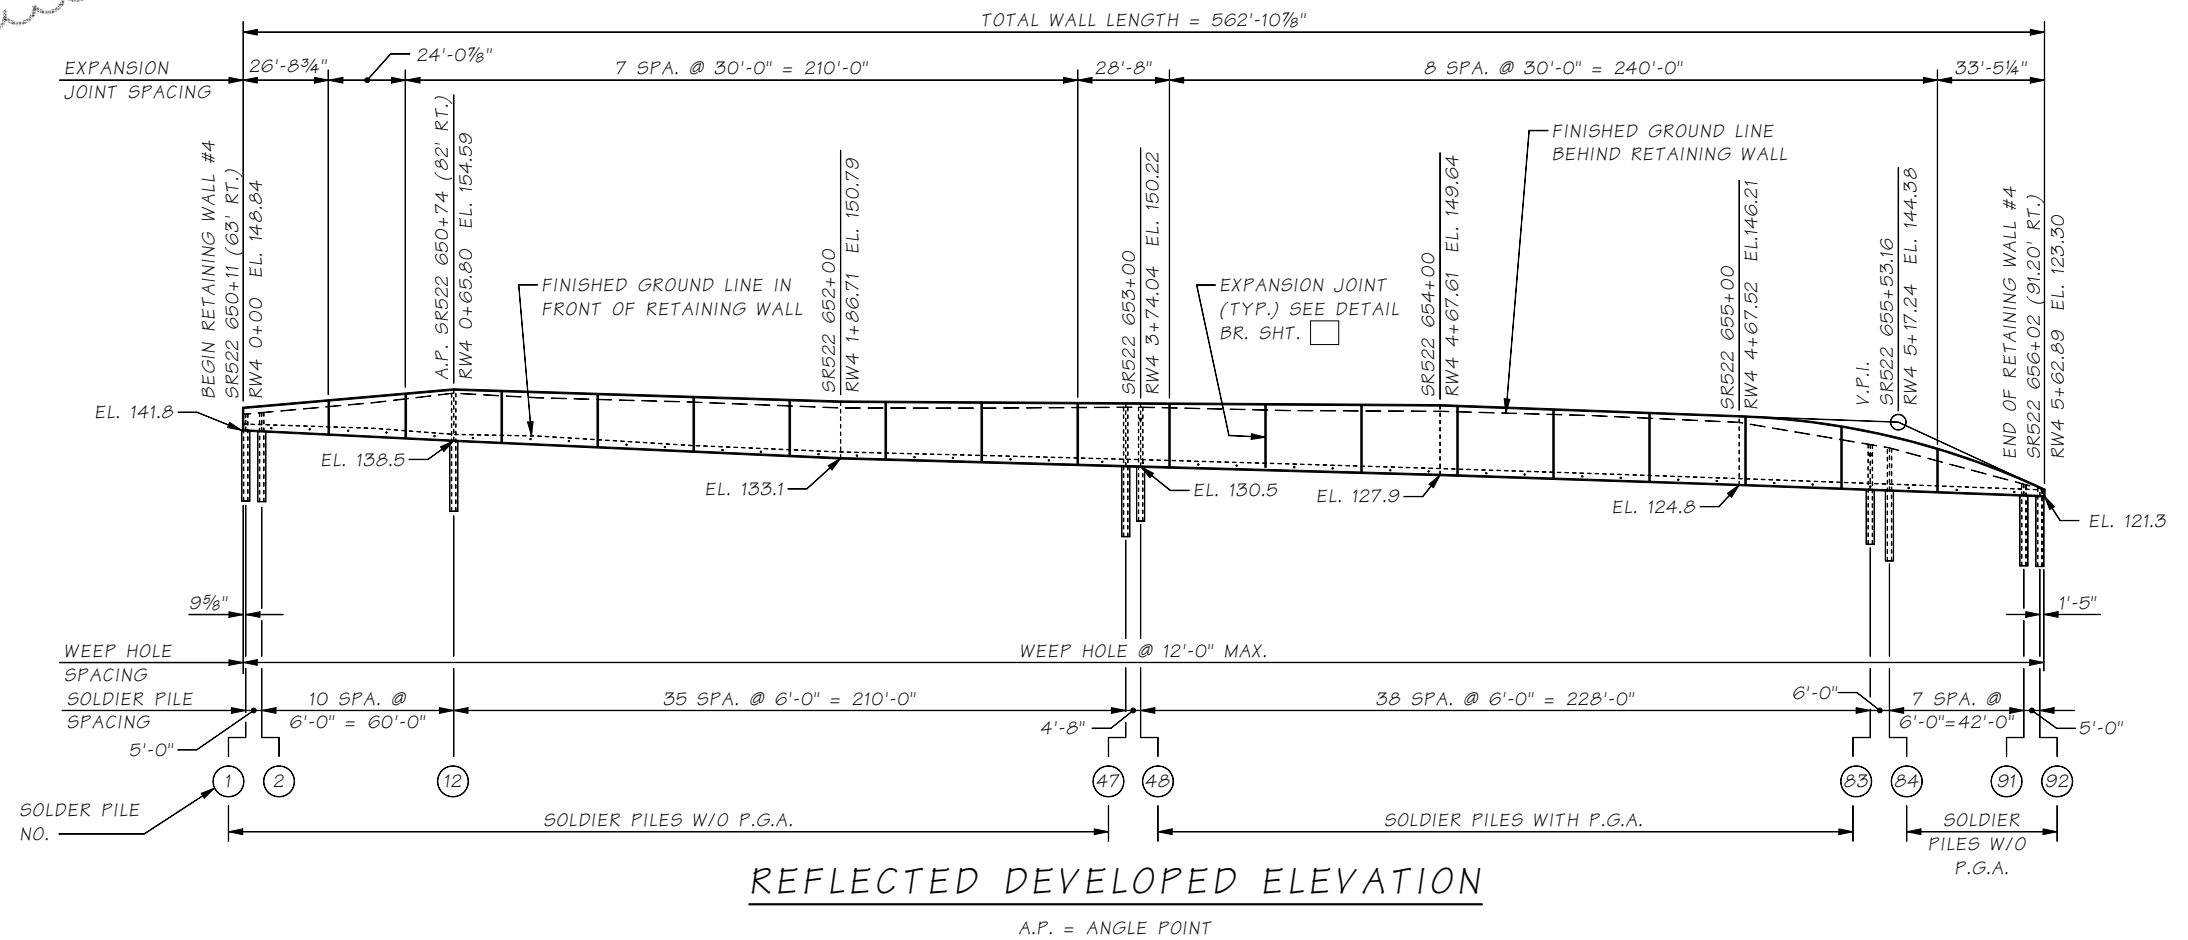 TOTAL WALL LENGTH = 562'-10⅞"
EXPANSION
JOINT SPACING
26'-8¾"
24'-0⅞"
7 SPA. @ 30'-0" = 210'-0"
28'-8"
8 SPA. @ 30'-0" = 240'-0"
33'-5¼"
BEGIN RETAINING WALL #4
SR522 650+11 (63' RT.)
RW4 0+00 EL. 148.84
A.P. SR522 650+74 (82' RT.)
RW4 0+65.80 EL. 154.59
SR522 652+00
RW4 1+86.71 EL. 150.79
SR522 653+00
RW4 3+74.04 EL. 150.22
SR522 654+00
RW4 4+67.61 EL. 149.64
SR522 655+00
RW4 4+67.52 EL.146.21
V.P.I.
SR522 655+53.16
RW4 5+17.24 EL. 144.38
END OF RETAINING WALL #4
SR522 656+02 (91.20' RT.)
RW4 5+62.89 EL. 123.30
FINISHED GROUND LINE
BEHIND RETAINING WALL
FINISHED GROUND LINE IN
FRONT OF RETAINING WALL
EXPANSION JOINT
(TYP.) SEE DETAIL
BR. SHT.
EL. 141.8
EL. 138.5
EL. 133.1
EL. 130.5
EL. 127.9
EL. 124.8
EL. 121.3
9⅝"
1'-5"
WEEP HOLE
SPACING
WEEP HOLE @ 12'-0" MAX.
SOLDIER PILE
SPACING
5'-0"
10 SPA. @
6'-0" = 60'-0"
35 SPA. @ 6'-0" = 210'-0"
4'-8"
38 SPA. @ 6'-0" = 228'-0"
6'-0"
7 SPA. @
6'-0"=42'-0"
5'-0"
1
2
12
47
48
83
84
91
92
SOLDER PILE
NO.
SOLDIER PILES W/O P.G.A.
SOLDIER PILES WITH P.G.A.
SOLDIER
PILES W/O
P.G.A.
REFLECTED DEVELOPED ELEVATION
A.P. = ANGLE POINT